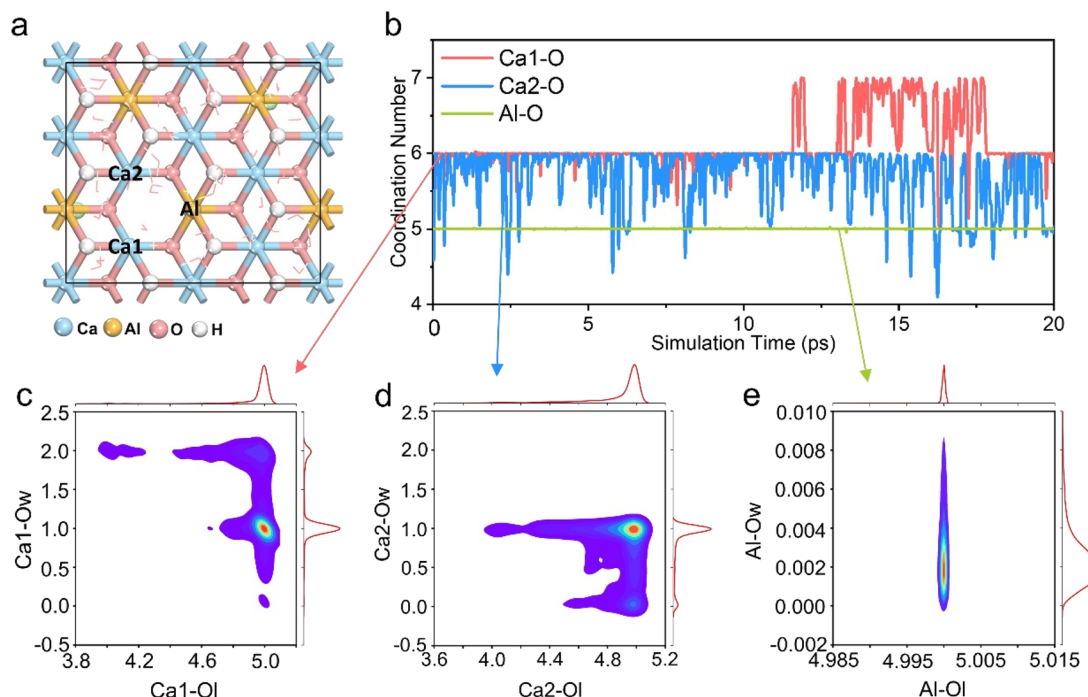 a
Ca2
Al
Ca1
Ca Al O H
b
Coordination Number
7
6
5
4
Ca1-O
Ca2-O
Al-O
0 5 10 15 20
Simulation Time (ps)
c
Ca1-Ow
2.5
2.0
1.5
1.0
0.5
0.0
-0.5
3.8 4.2 4.6 5.0
Ca1-Ol
d
Ca2-Ow
2.5
2.0
1.5
1.0
0.5
0.0
-0.5
3.6 4.0 4.4 4.8 5.2
Ca2-Ol
e
Al-Ow
0.010
0.008
0.006
0.004
0.002
0.000
-0.002
4.985 4.995 5.005 5.015
Al-Ol